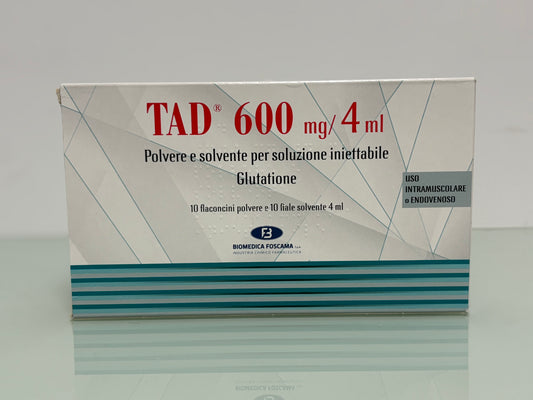 TAD® 600 mg/4 ml
Polvere e solvente per soluzione iniettabile
Glutatione
USO
INTRAMUSCOLARE
o ENDOVENOSO
10 flaconcini polvere e 10 fiale solvente 4 ml
BIOMEDICA FOSCAMA
INDUSTRIA CHIMICO FARMACEUTICA